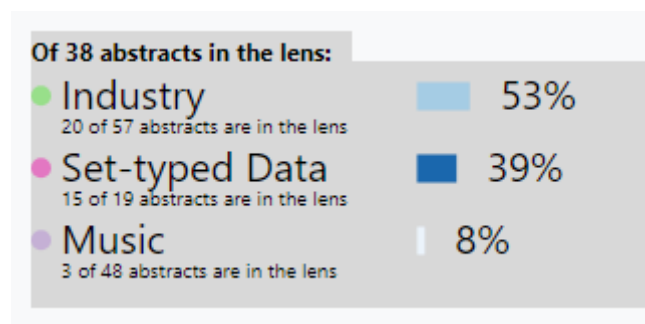 Of 38 abstracts in the lens:
Industry 53%
20 of 57 abstracts are in the lens
Set-typed Data 39%
15 of 19 abstracts are in the lens
Music 8%
3 of 48 abstracts are in the lens